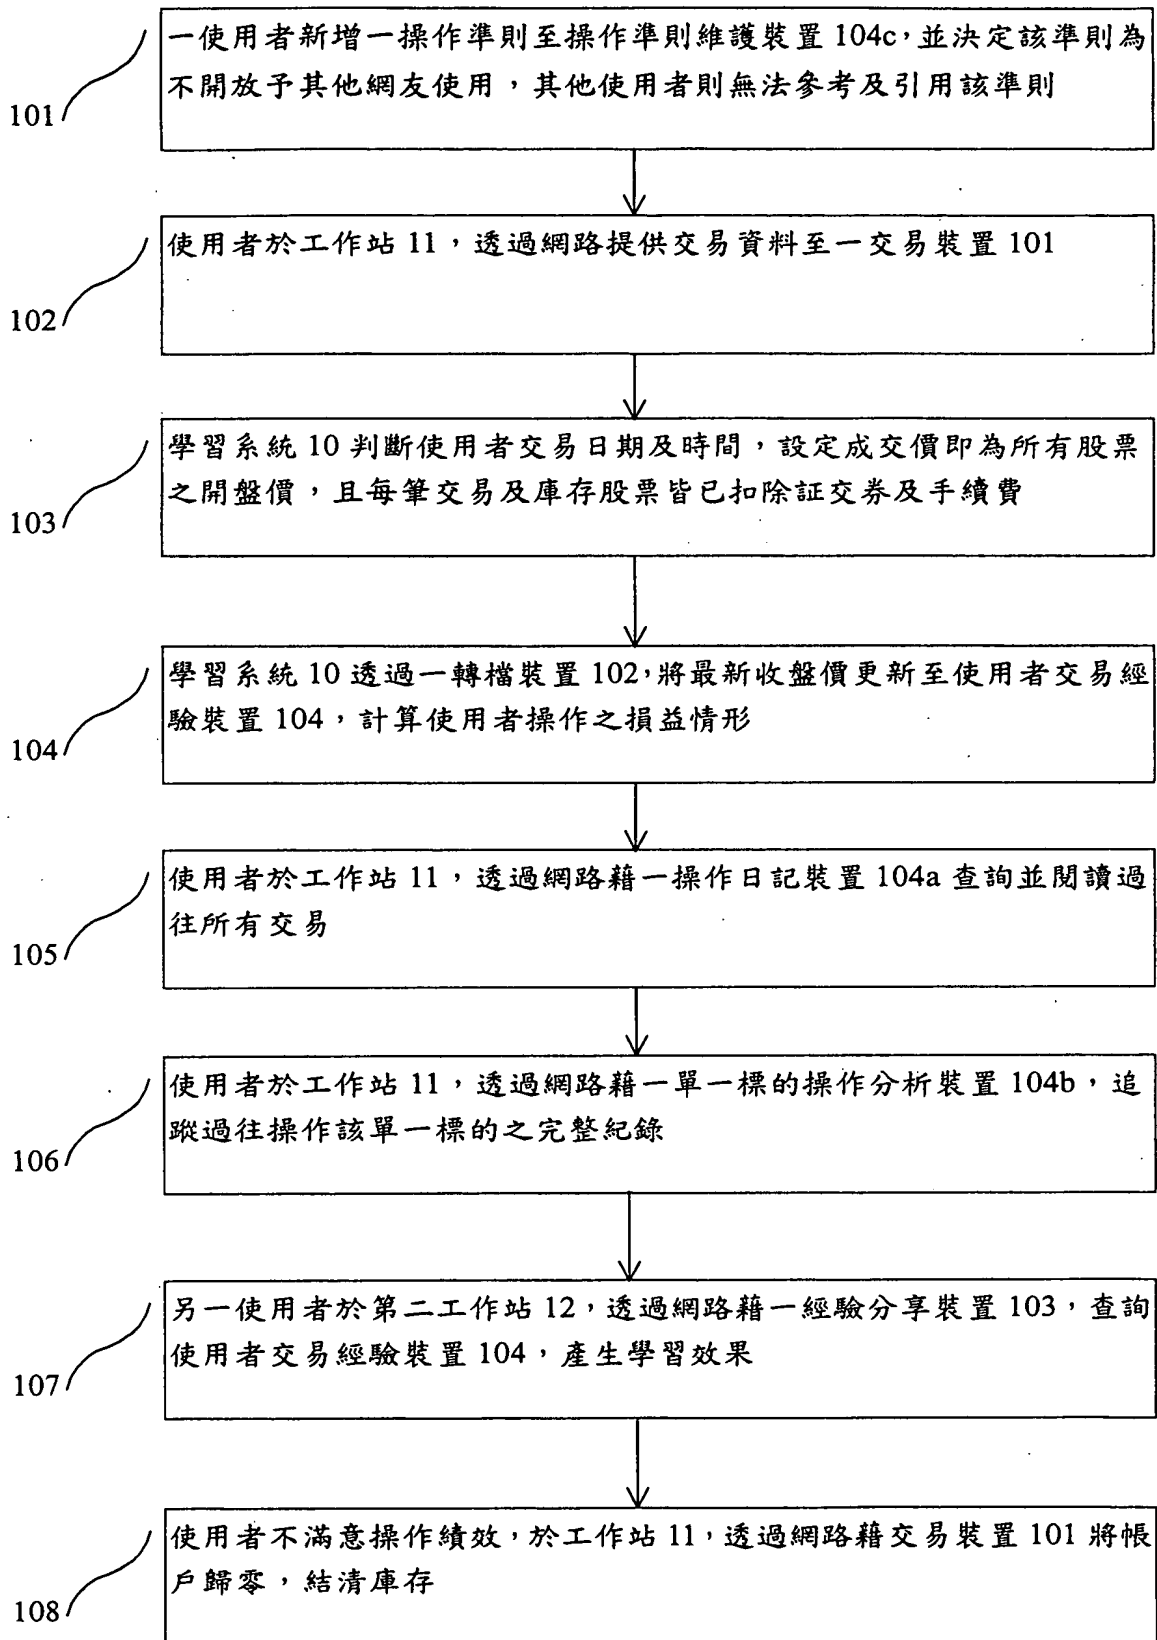 一使用者新增一操作準則至操作準則維護裝置 104c，並決定該準則為
不開放予其他網友使用，其他使用者則無法參考及引用該準則
101
使用者於工作站 11，透過網路提供交易資料至一交易裝置 101
102
學習系統 10 判斷使用者交易日期及時間，設定成交價即為所有股票
之開盤價，且每筆交易及庫存股票皆已扣除証交券及手續費
103
學習系統 10 透過一轉檔裝置 102，將最新收盤價更新至使用者交易經
驗裝置 104，計算使用者操作之損益情形
104
使用者於工作站 11，透過網路藉一操作日記裝置 104a 查詢並閱讀過
往所有交易
105
使用者於工作站 11，透過網路藉一單一標的操作分析裝置 104b，追
蹤過往操作該單一標的之完整紀錄
106
另一使用者於第二工作站 12，透過網路藉一經驗分享裝置 103，查詢
使用者交易經驗裝置 104，產生學習效果
107
使用者不滿意操作績效，於工作站 11，透過網路藉交易裝置 101 將帳
戶歸零，結清庫存
108